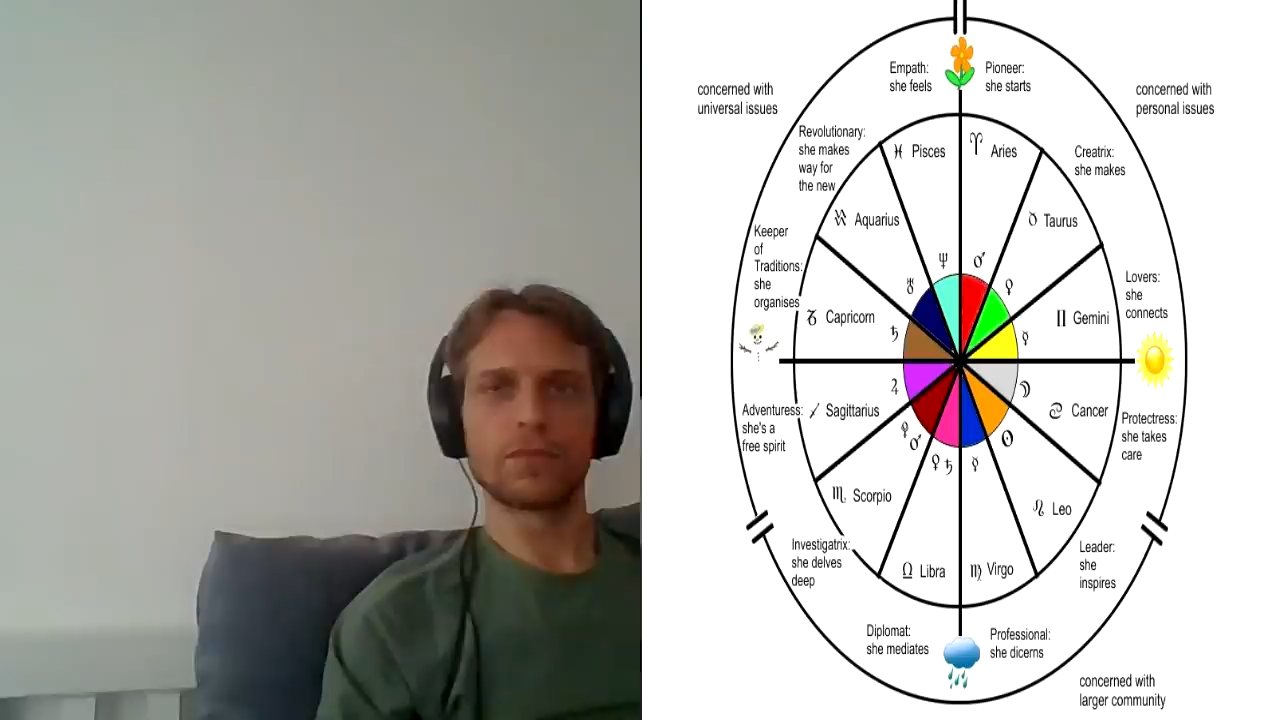 Empath:
she feels
Pioneer:
she starts
concerned with
universal issues
concerned with
personal issues
Revolutionary:
she makes
way for
the new
♓ Pisces
♈ Aries
Creatrix:
she makes
♒ Aquarius
♉ Taurus
Keeper
of
Traditions:
she
organises
Lovers:
she
connects
♆
♂
♅
♀
♑ Capricorn
♊ Gemini
♄
☿
Adventuress:
she's a
free spirit
♐ Sagittarius
♃
☽
♋ Cancer
Protectress:
she takes
care
♂
☉
♀ ♄
☿
♏ Scorpio
♌ Leo
Investigatrix:
she delves
deep
♎ Libra
♍ Virgo
Leader:
she
inspires
Diplomat:
she mediates
Professional:
she dicerns
concerned with
larger community